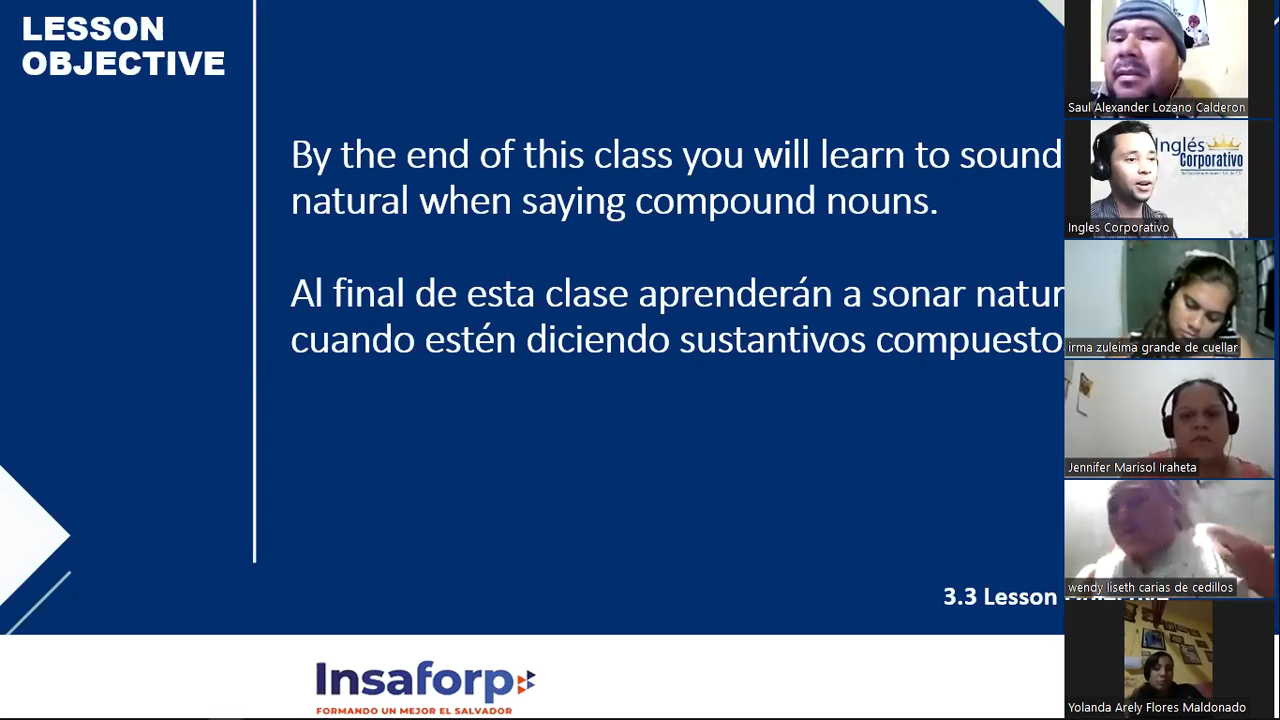 LESSON
OBJECTIVE
By the end of this class you will learn to sound
natural when saying compound nouns.
Al final de esta clase aprenderán a sonar natur
cuando estén diciendo sustantivos compuesto
3.3 Lesson
Insaforp
FORMANDO UN MEJOR EL SALVADOR
Saul Alexander Lozano Calderon
Inglés
Corporativo
Ingles Corporativo
irma zuleima grande de cuellar
Jennifer Marisol Iraheta
wendy liseth carias de cedillos
Yolanda Arely Flores Maldonado